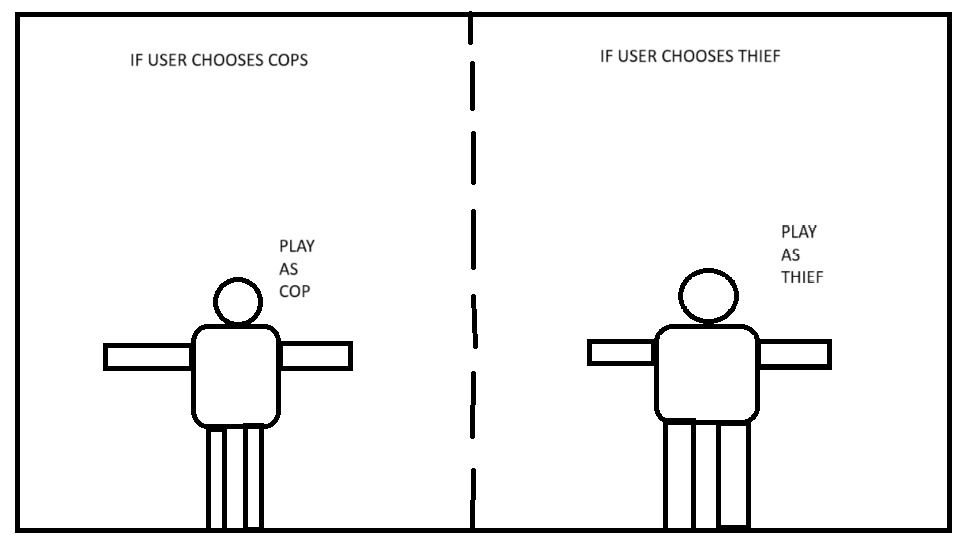 IF USER CHOOSES COPS
PLAY
AS
COP
IF USER CHOOSES THIEF
PLAY
AS
THIEF